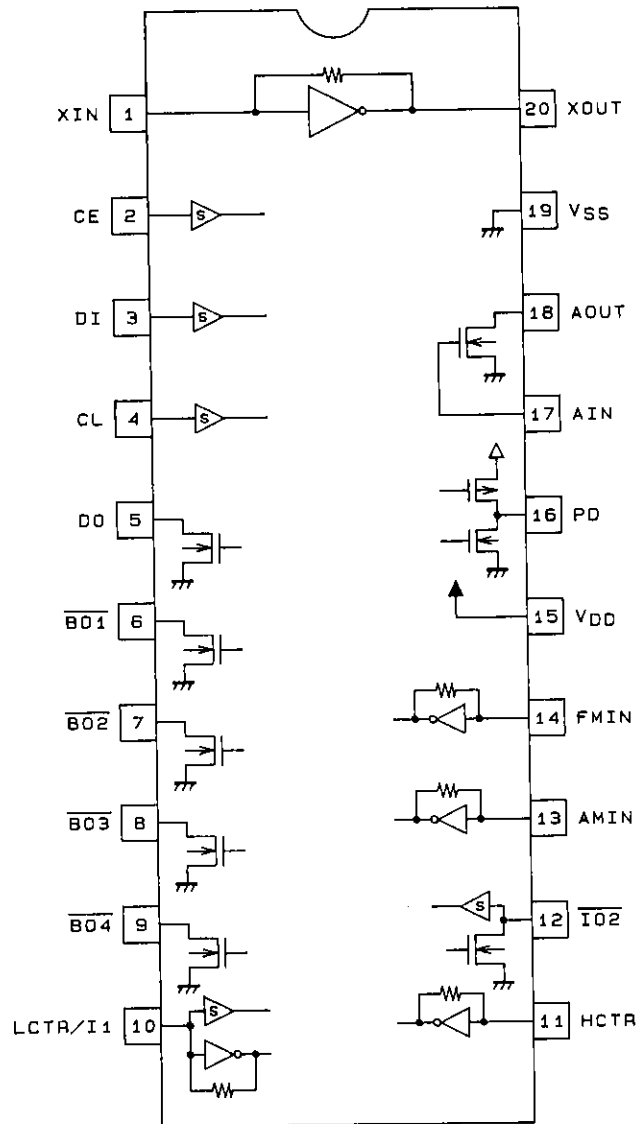 XIN 1
20 XOUT
CE 2 S
19 VSS
DI 3 S
18 AOUT
CL 4 S
17 AIN
DO 5
16 PD
BO1 6
15 VDD
BO2 7
14 FMIN
BO3 8
13 AMIN
BO4 9
S 12 IO2
LCTR/I1 10 S
11 HCTR